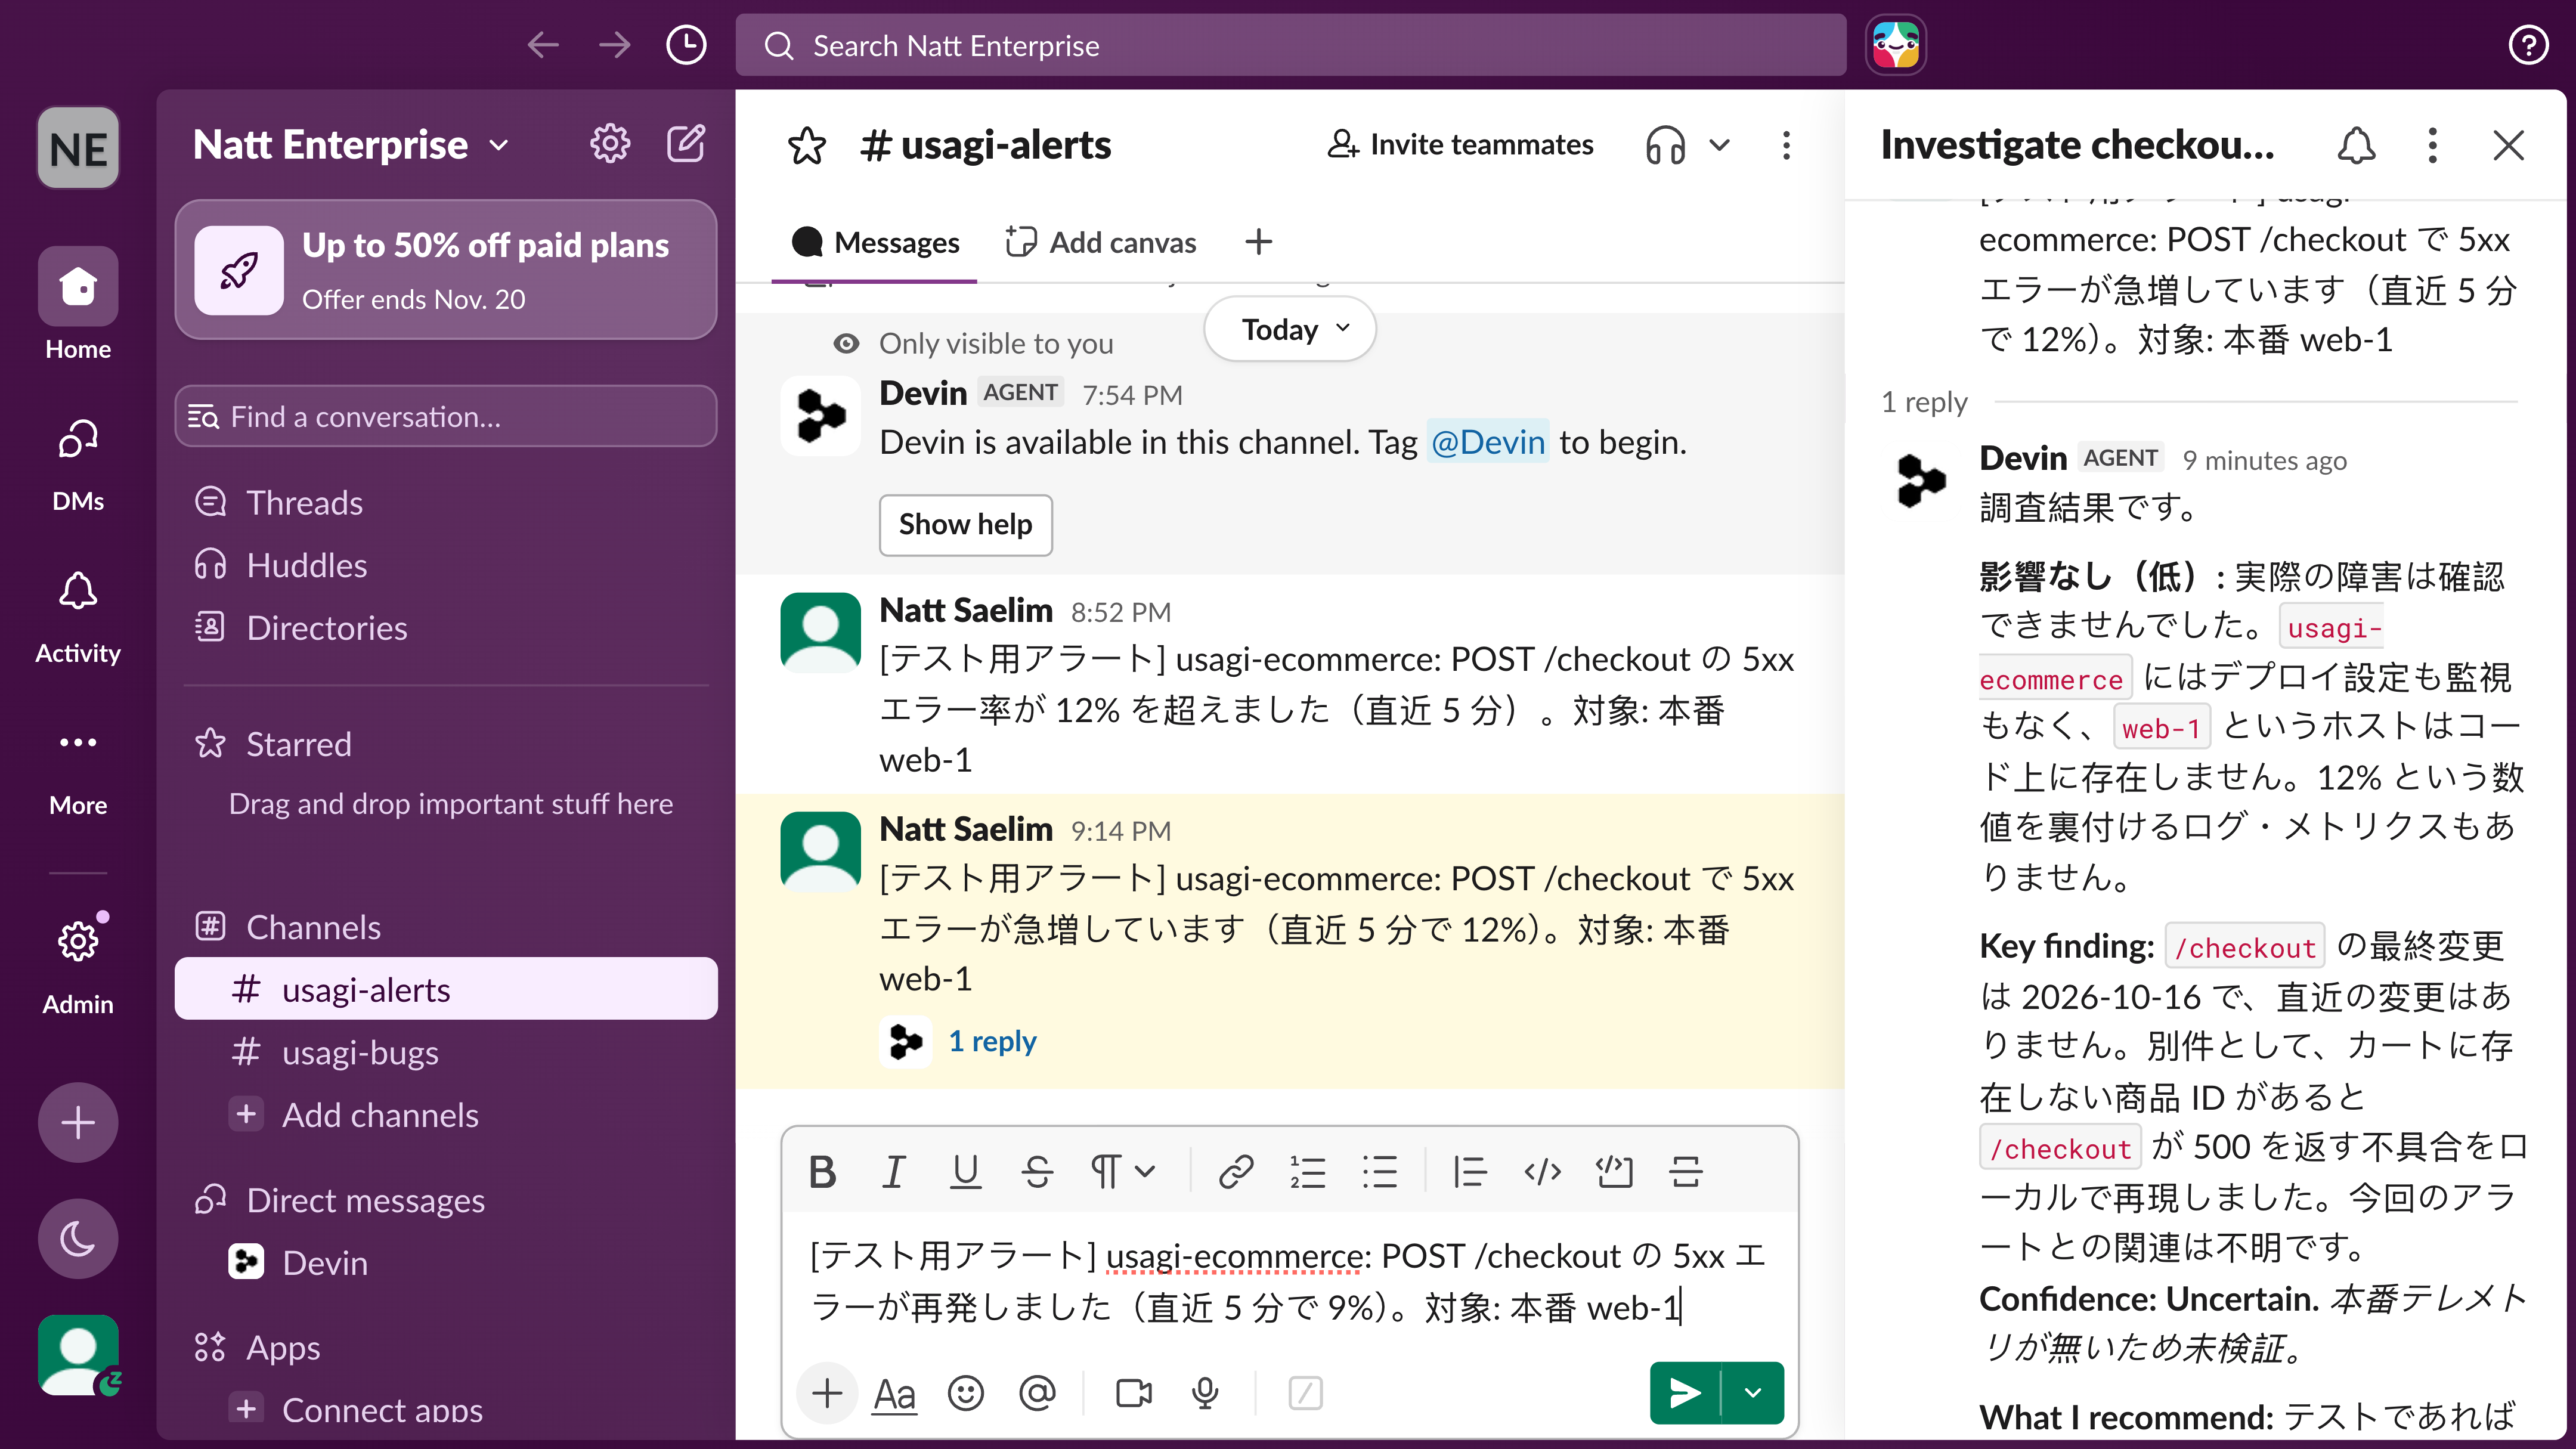 Search Natt Enterprise
NE
Home
DMs
Activity
More
Admin
Natt Enterprise
Up to 50% off paid plans
Offer ends Nov. 20
Find a conversation...
Threads
Huddles
Directories
Starred
Drag and drop important stuff here
Channels
# usagi-alerts
# usagi-bugs
Add channels
Direct messages
Devin
Apps
Connect apps
# usagi-alerts
Invite teammates
Messages
Add canvas
Today
Only visible to you
Devin AGENT 7:54 PM
Devin is available in this channel. Tag @Devin to begin.
Show help
Natt Saelim 8:52 PM
[テスト用アラート] usagi-ecommerce: POST /checkout の 5xx
エラー率が 12% を超えました（直近 5 分）。対象: 本番
web-1
Natt Saelim 9:14 PM
[テスト用アラート] usagi-ecommerce: POST /checkout で 5xx
エラーが急増しています（直近 5 分で 12%）。対象: 本番
web-1
1 reply
[テスト用アラート] usagi-ecommerce: POST /checkout の 5xx エ
ラーが再発しました（直近 5 分で 9%）。対象: 本番 web-1
Aa
Investigate checkou...
[テスト用アラート] usagi-
ecommerce: POST /checkout で 5xx
エラーが急増しています（直近 5 分
で 12%）。対象: 本番 web-1
1 reply
Devin AGENT 9 minutes ago
調査結果です。
影響なし（低）: 実際の障害は確認
できませんでした。 usagi-
ecommerce にはデプロイ設定も監視
もなく、 web-1 というホストはコー
ド上に存在しません。12% という数
値を裏付けるログ・メトリクスもあ
りません。
Key finding: /checkout の最終変更
は 2026-10-16 で、直近の変更はあ
りません。別件として、カートに存
在しない商品 ID があると
/checkout が 500 を返す不具合をロ
ーカルで再現しました。今回のアラ
ートとの関連は不明です。
Confidence: Uncertain. 本番テレメト
リが無いため未検証。
What I recommend: テストであれば